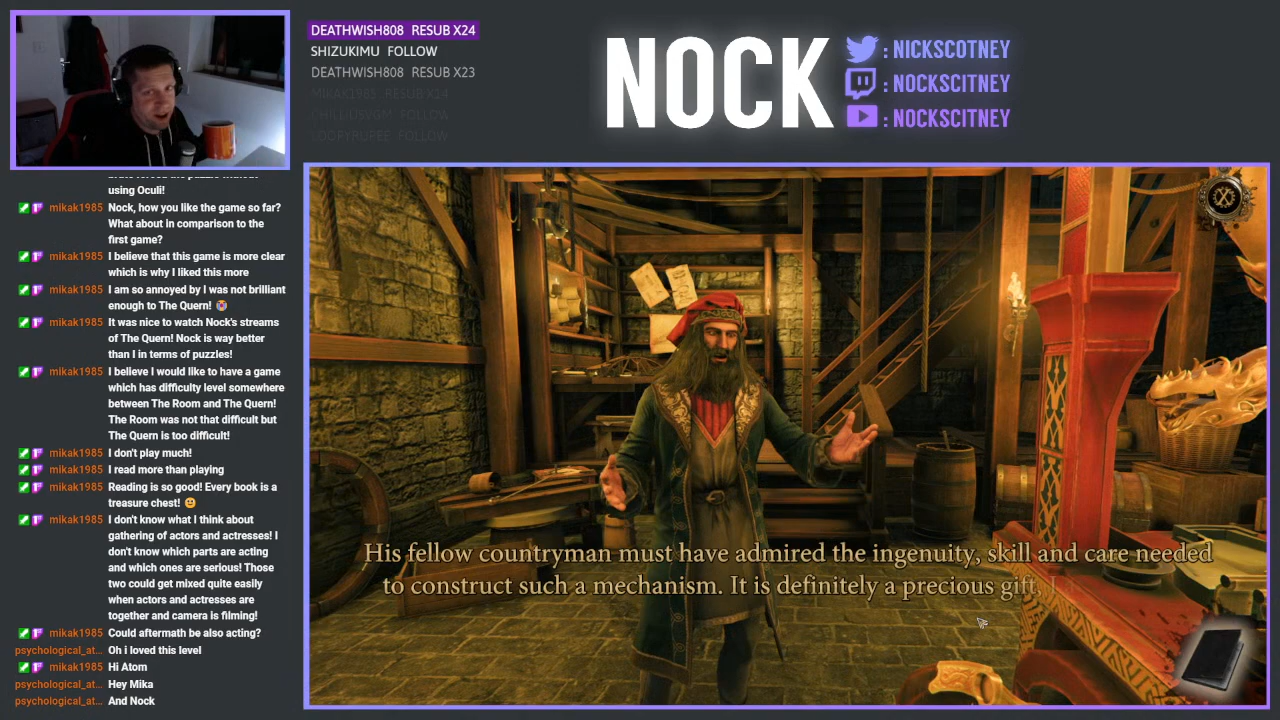 DEATHWISH808 RESUB X24
SHIZUKIMU FOLLOW
DEATHWISH808 RESUB X23
MIKAK1985 RESUB X14
NOCK
: NICKSCOTNEY
: NOCKSCITNEY
: NOCKSCITNEY
using Oculi!
mikak1985 Nock, how you like the game so far?
What about in comparison to the
first game?
mikak1985 I believe that this game is more clear
which is why I liked this more
mikak1985 I am so annoyed by I was not brilliant
enough to The Quern!
mikak1985 It was nice to watch Nock's streams
of The Quern! Nock is way better
than I in terms of puzzles!
mikak1985 I believe I would like to have a game
which has difficulty level somewhere
between The Room and The Quern!
The Room was not that difficult but
The Quern is too difficult!
mikak1985 I don't play much!
mikak1985 I read more than playing
mikak1985 Reading is so good! Every book is a
treasure chest!
mikak1985 I don't know what I think about
gathering of actors and actresses! I
don't know which parts are acting
and which ones are serious! Those
two could get mixed quite easily
when actors and actresses are
together and camera is filming!
mikak1985 Could aftermath be also acting?
psychological_at... Oh i loved this level
mikak1985 Hi Atom
psychological_at... Hey Mika
psychological_at... And Nock
His fellow countryman must have admired the ingenuity, skill and care needed
to construct such a mechanism. It is definitely a precious gift, I